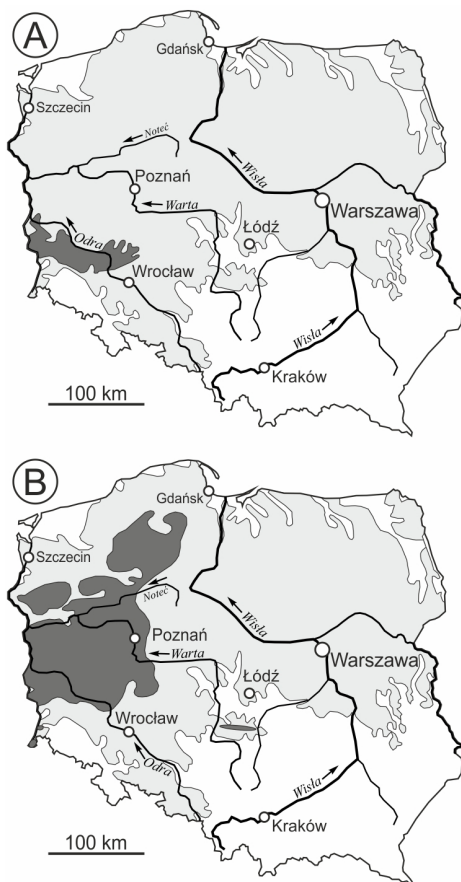 A
Gdańsk
Szczecin
Noteć
Wisła
Poznań
Warta
Łódź
Warszawa
Odra
Wrocław
Wisła
Kraków
100 km
B
Gdańsk
Szczecin
Noteć
Wisła
Poznań
Warta
Łódź
Warszawa
Wrocław
Odra
Wisła
Kraków
100 km